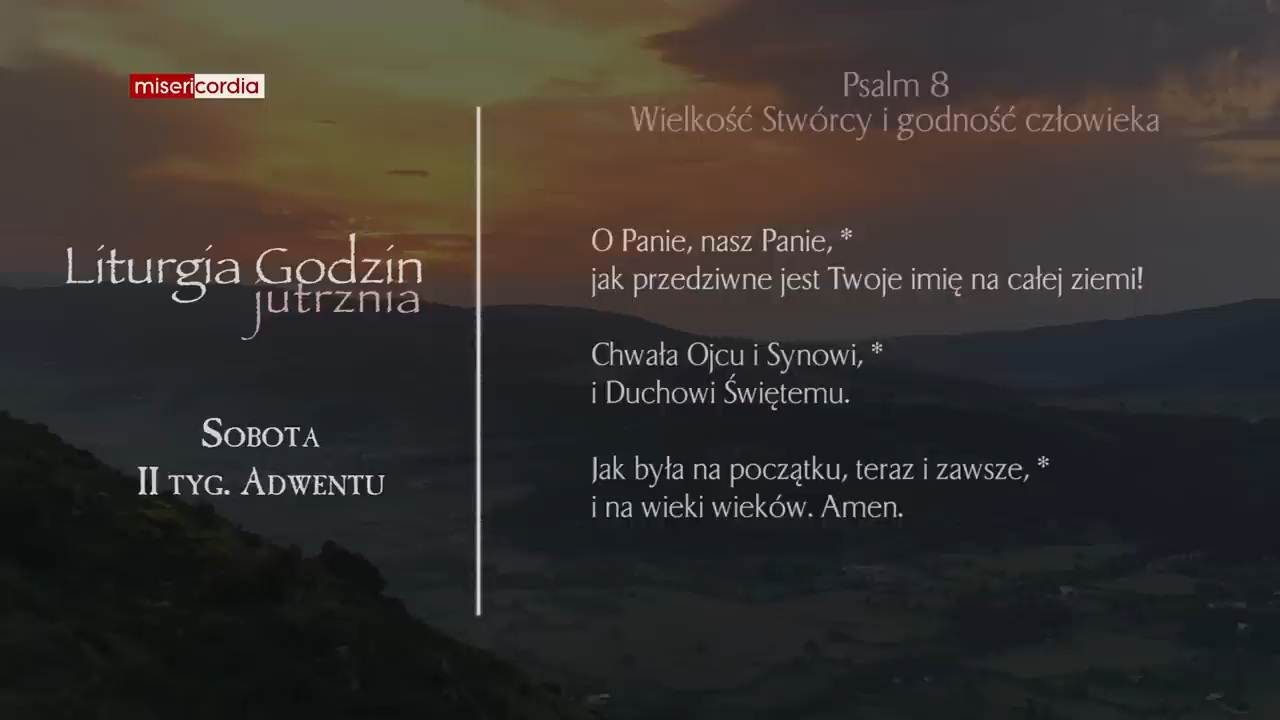 misericordia
Liturgia Godzin
jutrznia
Sobota
II tyg. Adwentu
Psalm 8
Wielkość Stwórcy i godność człowieka
O Panie, nasz Panie, *
jak przedziwne jest Twoje imię na całej ziemi!
Chwała Ojcu i Synowi, *
i Duchowi Świętemu.
Jak była na początku, teraz i zawsze, *
i na wieki wieków. Amen.